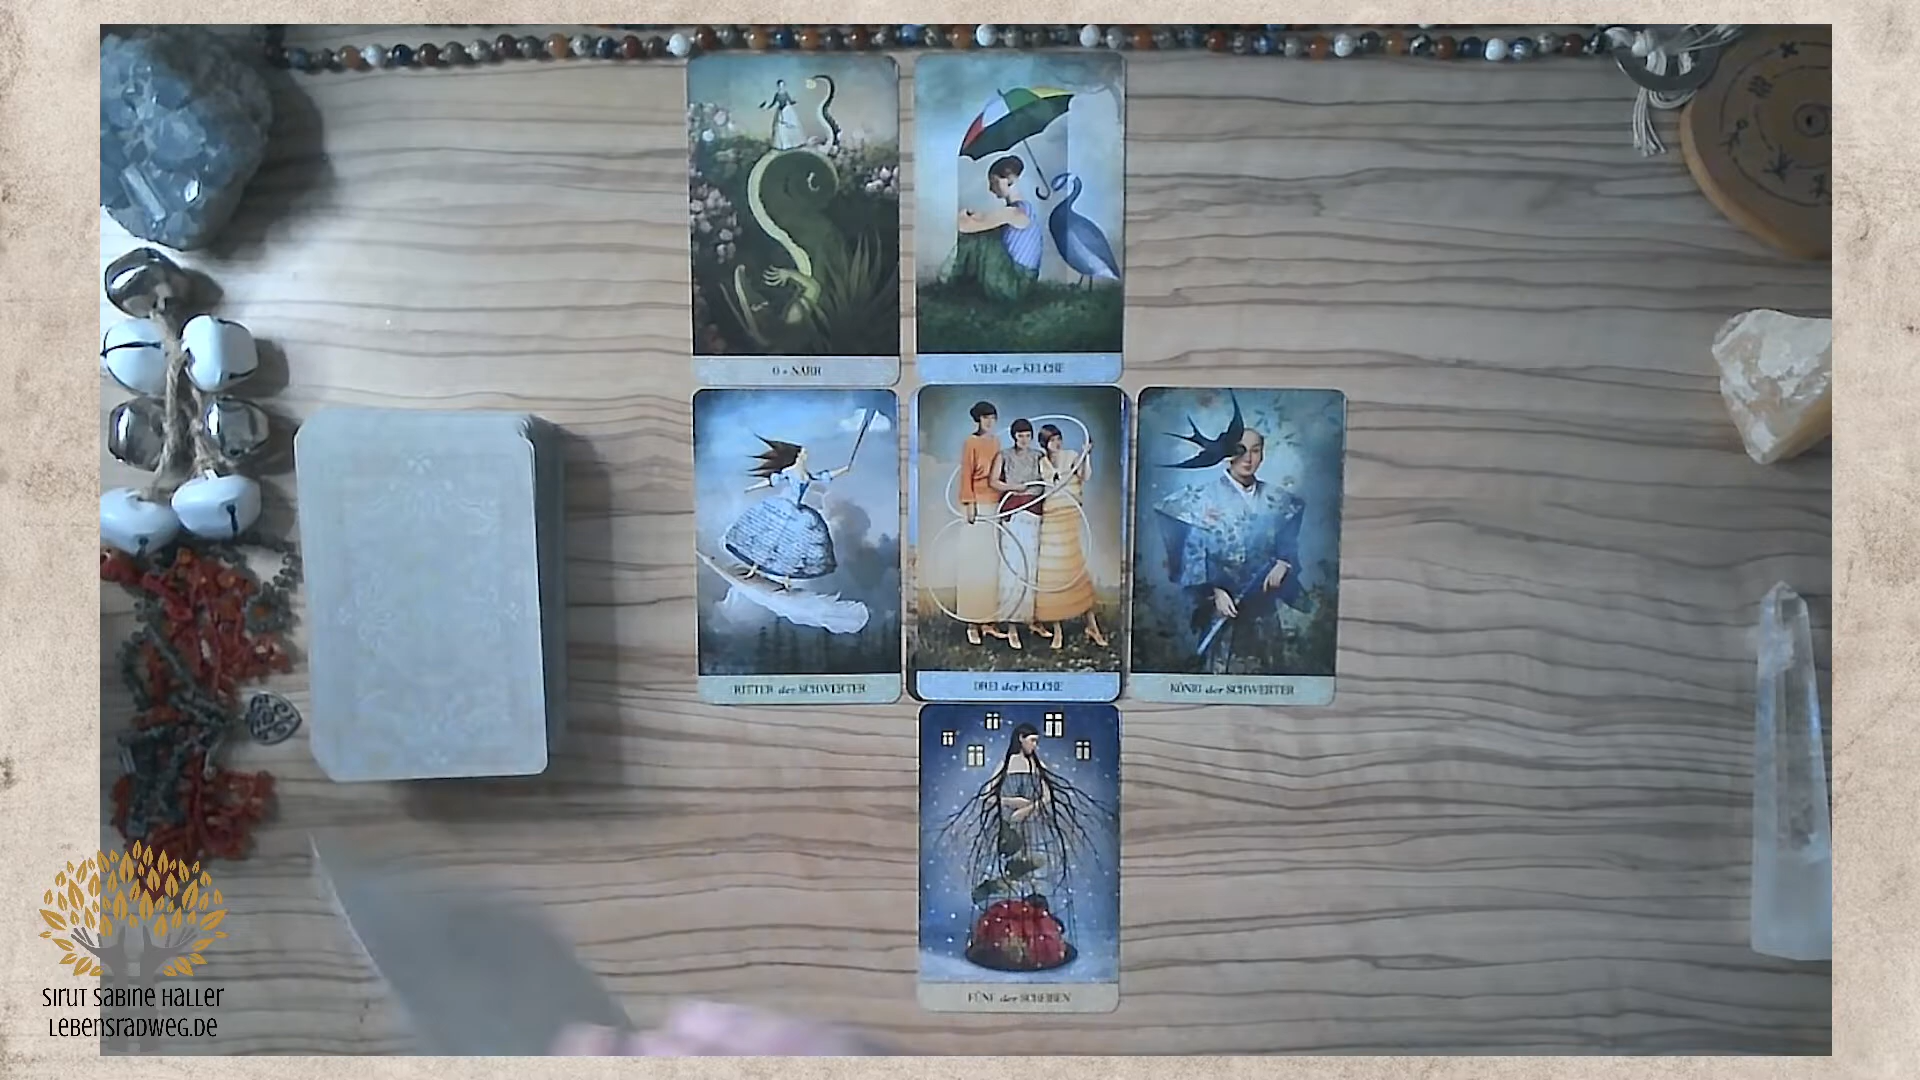 0 * NARR
VIER der KELCHE
RITTER der SCHWERTER
DREI der KELCHE
KÖNIG der SCHWERTER
FÜNF der SCHEIBEN
SIRUT SABINE HALLER
LEBENSRADWEG.DE